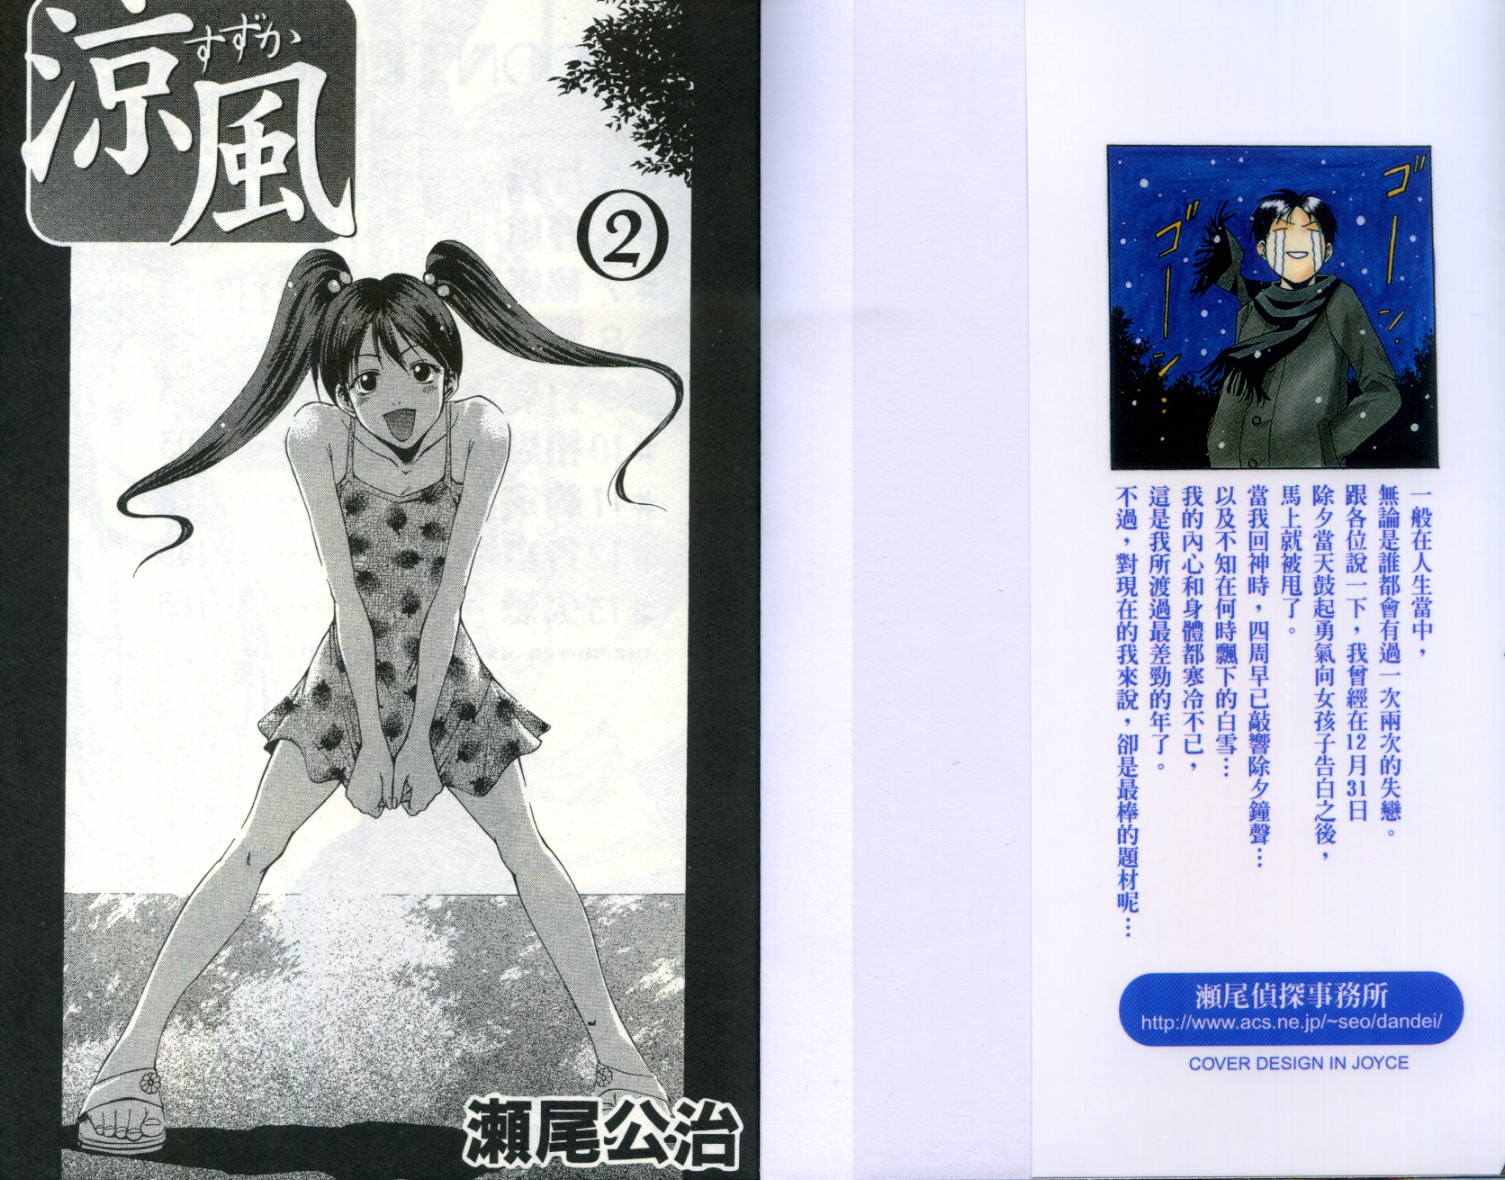 涼風
すずか
2
瀬尾公治
ゴーン
ゴーン…
一般在人生當中，
無論是誰都會有過一次兩次的失戀。
跟各位說一下，我曾經在12月31日
除夕當天鼓起勇氣向女孩子告白之後，
馬上就被甩了。
當我回神時，四周早已敲響除夕鐘聲…
以及不知在何時飄下的白雪…
我的內心和身體都寒冷不已，
這是我所渡過最差勁的年了。
不過，對現在的我來說，卻是最棒的題材呢…
瀬尾偵探事務所
http://www.acs.ne.jp/~seo/dandei/
COVER DESIGN IN JOYCE